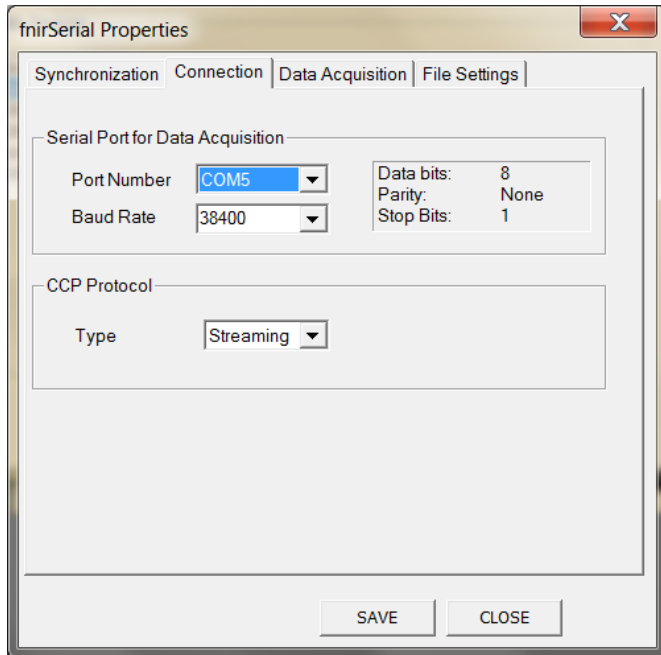 fnirSerial Properties
X
Synchronization Connection Data Acquisition File Settings
Serial Port for Data Acquisition
Port Number COM5
Baud Rate 38400
Data bits: 8
Parity: None
Stop Bits: 1
CCP Protocol
Type Streaming
SAVE CLOSE